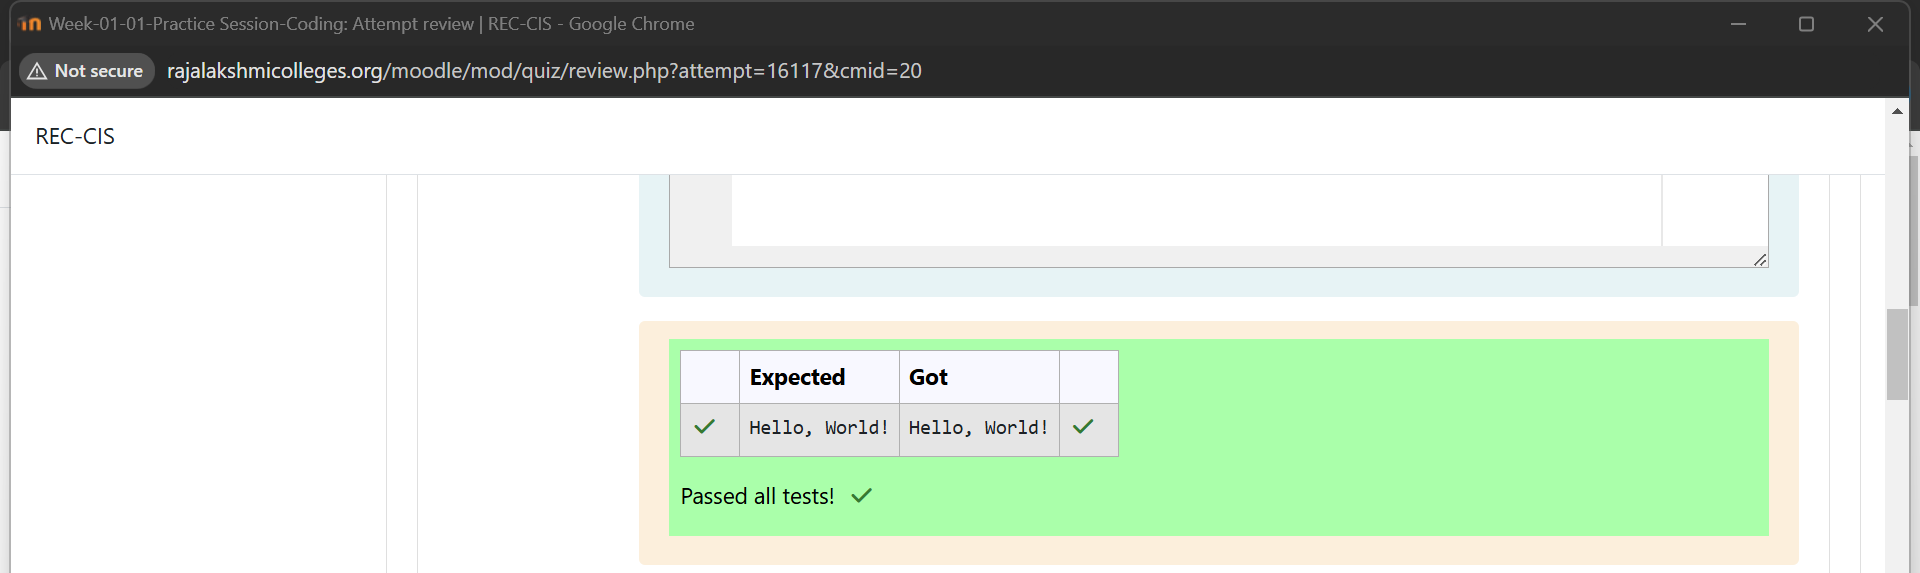 Week-01-01-Practice Session-Coding: Attempt review | REC-CIS - Google Chrome
Not secure rajalakshmicolleges.org/moodle/mod/quiz/review.php?attempt=16117&cmid=20
REC-CIS
Expected Got
Hello, World! Hello, World!
Passed all tests!